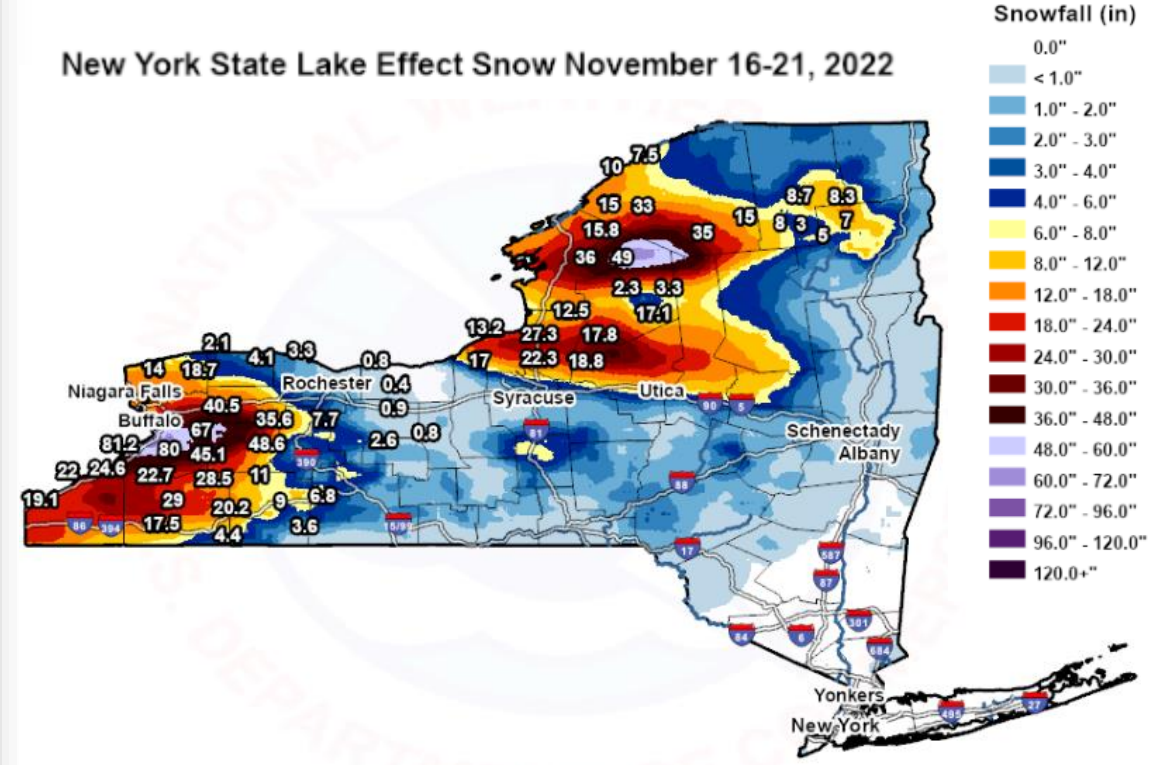 Snowfall (in)
New York State Lake Effect Snow November 16-21, 2022
0.0"
< 1.0"
1.0" - 2.0"
2.0" - 3.0"
3.0" - 4.0"
4.0" - 6.0"
6.0" - 8.0"
8.0" - 12.0"
12.0" - 18.0"
18.0" - 24.0"
24.0" - 30.0"
30.0" - 36.0"
36.0" - 48.0"
48.0" - 60.0"
60.0" - 72.0"
72.0" - 96.0"
96.0" - 120.0"
120.0+"
7.5
10
8.7 8.3
15 33
15 8 3 5 7
15.8 35
36 49
2.3 3.3
12.5 17.1
13.2 27.3 17.8
17 22.3 18.8
2.1
4.1 3.3
14 18.7 0.8
Niagara Falls Rochester 0.4
Syracuse Utica
40.5 0.9 90 5
Buffalo 67 35.6 7.7
81.2 80 48.6 2.6 0.8 81
Schenectady
45.1 Albany
22 24.6 22.7 28.5 11 390
88
19.1 29 20.2 9 6.8
86 394 17.5 4.4 3.6 15/99
17 587
87
84 6 301
684
Yonkers
495 27
New York
NATIONAL WEATHER